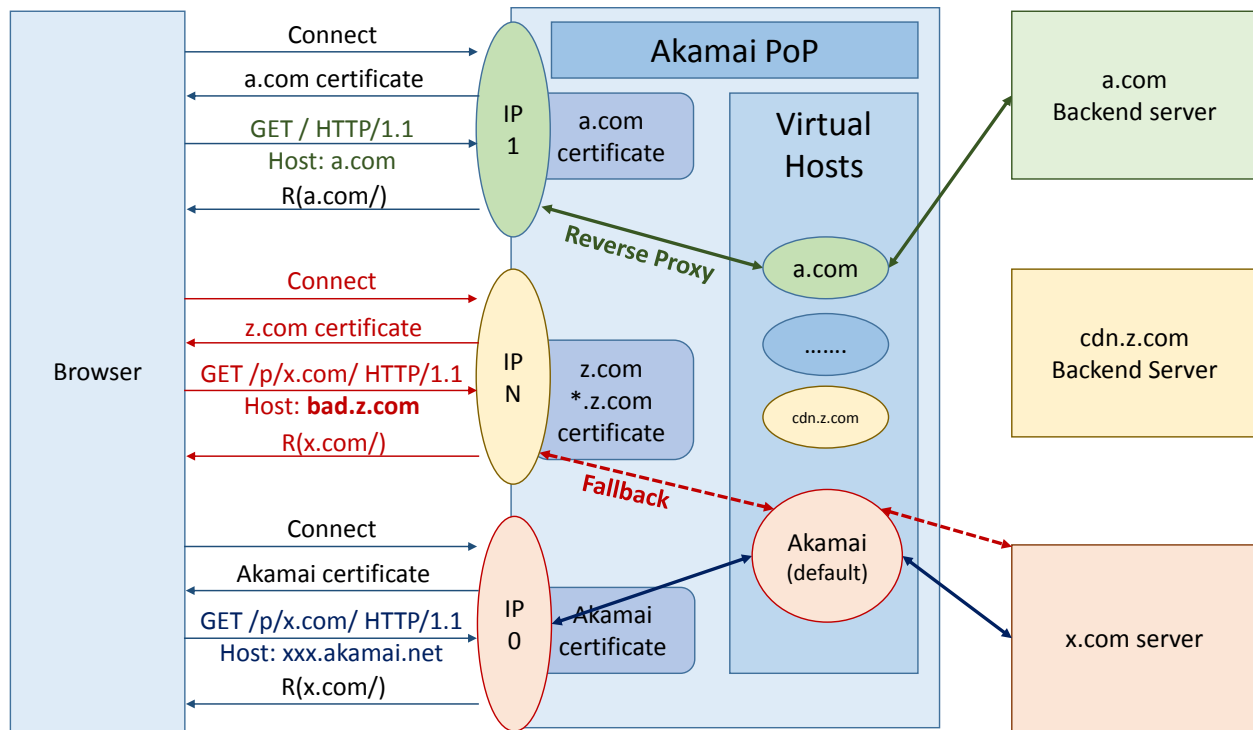 Browser
Connect
a.com certificate
GET / HTTP/1.1
Host: a.com
R(a.com/)
Connect
z.com certificate
GET /p/x.com/ HTTP/1.1
Host: bad.z.com
R(x.com/)
Connect
Akamai certificate
GET /p/x.com/ HTTP/1.1
Host: xxx.akamai.net
R(x.com/)
IP
1
a.com
certificate
IP
N
z.com
*.z.com
certificate
IP
0
Akamai
certificate
Akamai PoP
Reverse Proxy
Fallback
Virtual
Hosts
a.com
…….
cdn.z.com
Akamai
(default)
a.com
Backend server
cdn.z.com
Backend Server
x.com server